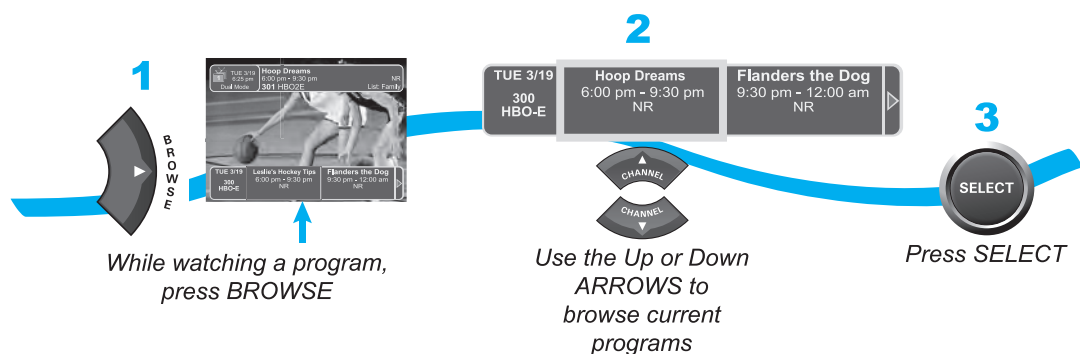 1
BROWSE
TUE 3/19
6:25 pm
Dual Mode
Hoop Dreams
6:00 pm - 9:30 pm
NR
301 HBO2E
List: Family
TUE 3/19
300
HBO-E
Leslie's Hockey Tips
6:00 pm - 9:30 pm
NR
Flanders the Dog
9:30 pm - 12:00 am
NR
While watching a program,
press BROWSE
2
TUE 3/19
300
HBO-E
Hoop Dreams
6:00 pm - 9:30 pm
NR
Flanders the Dog
9:30 pm - 12:00 am
NR
CHANNEL
CHANNEL
Use the Up or Down
ARROWS to
browse current
programs
3
SELECT
Press SELECT